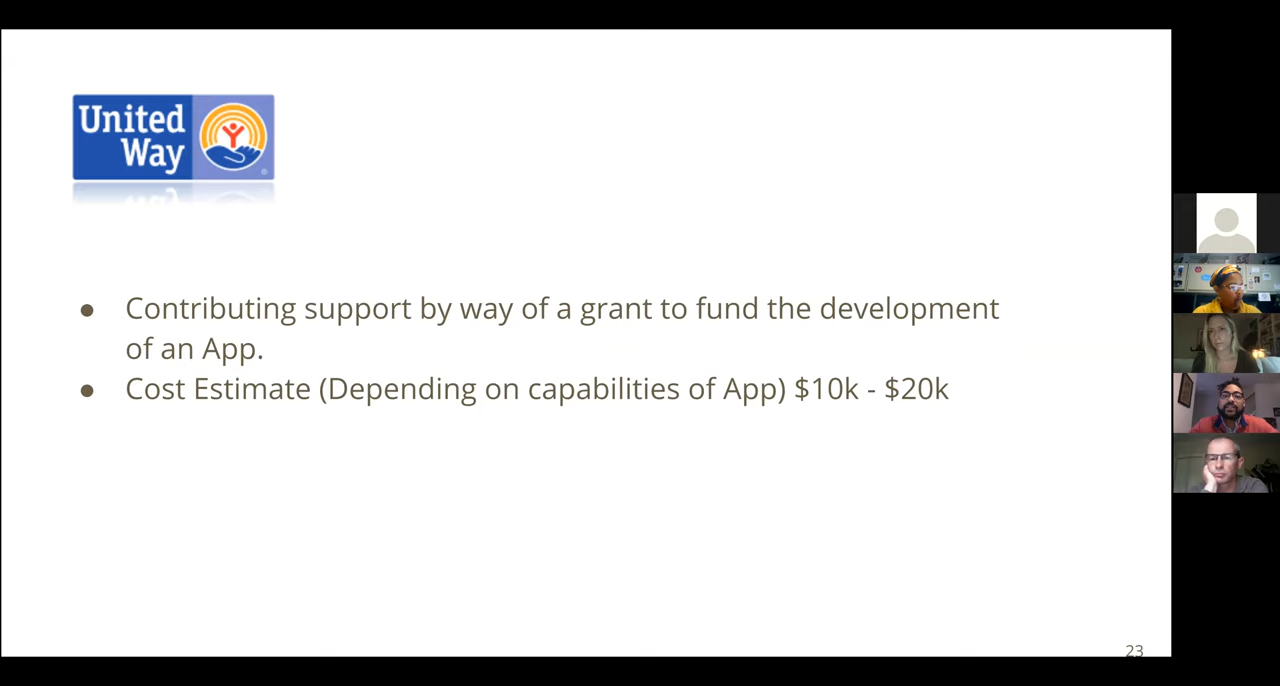 United
Way
● Contributing support by way of a grant to fund the development
of an App.
● Cost Estimate (Depending on capabilities of App) $10k - $20k
23